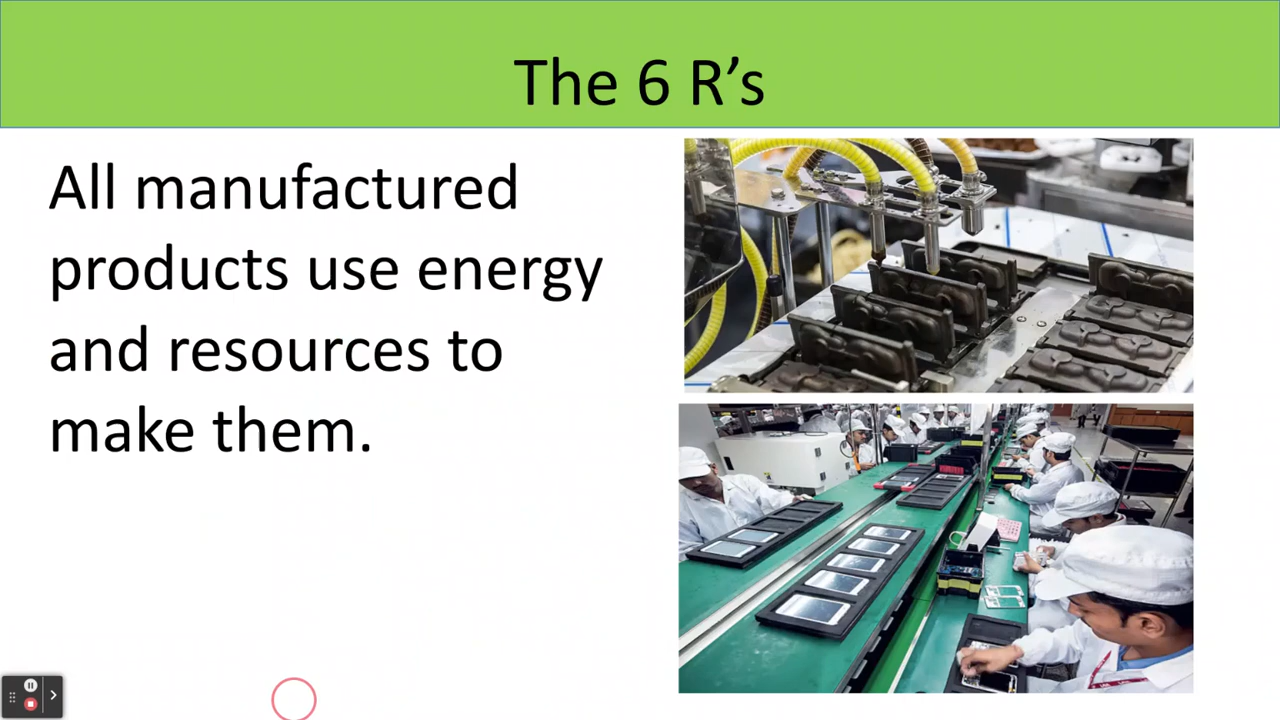 The 6 R’s
All manufactured
products use energy
and resources to
make them.